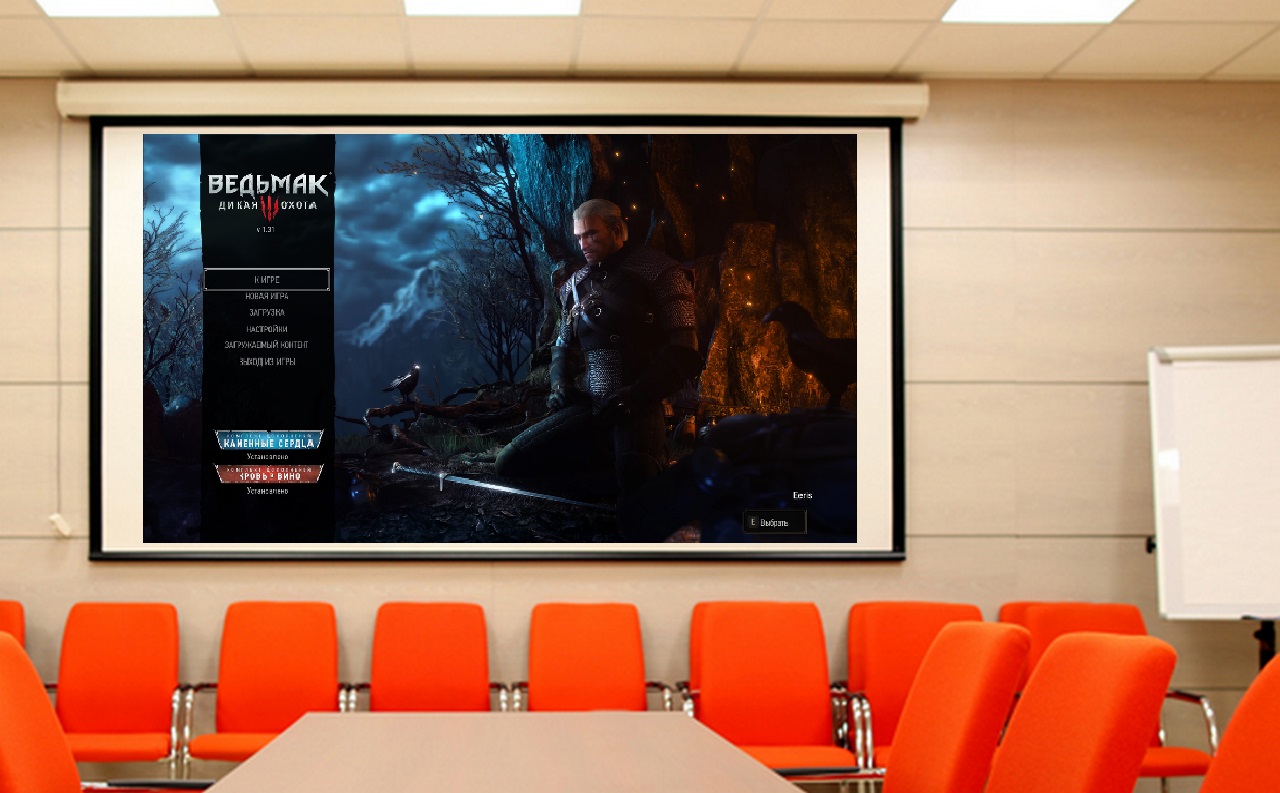 ВЕДЬМАК
ДИКАЯ ОХОТА
v 1.31
К ИГРЕ
НОВАЯ ИГРА
ЗАГРУЗКА
НАСТРОЙКИ
ЗАГРУЖАЕМЫЙ КОНТЕНТ
ВЫХОД ИЗ ИГРЫ
КАМЕННЫЕ СЕРДЦА
Установлено
КРОВЬ И ВИНО
Установлено
Eeris
E Выбрать